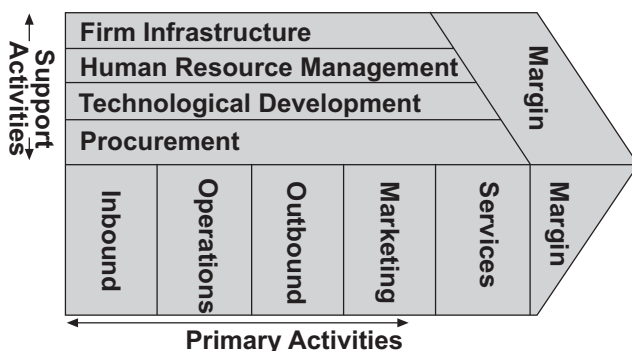 Support
Activities
Firm Infrastructure
Human Resource Management
Technological Development
Procurement
Margin
Inbound
Operations
Outbound
Marketing
Services
Margin
Primary Activities